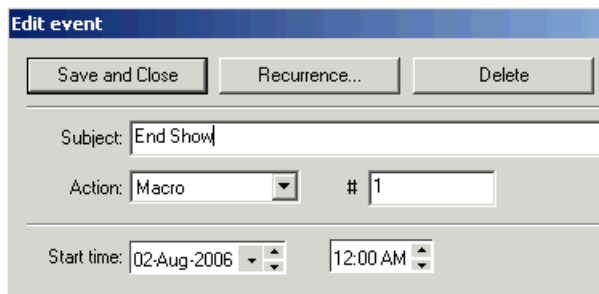 Edit event
Save and Close Recurrence... Delete
Subject: End Show
Action: Macro # 1
Start time: 02-Aug-2006 12:00 AM